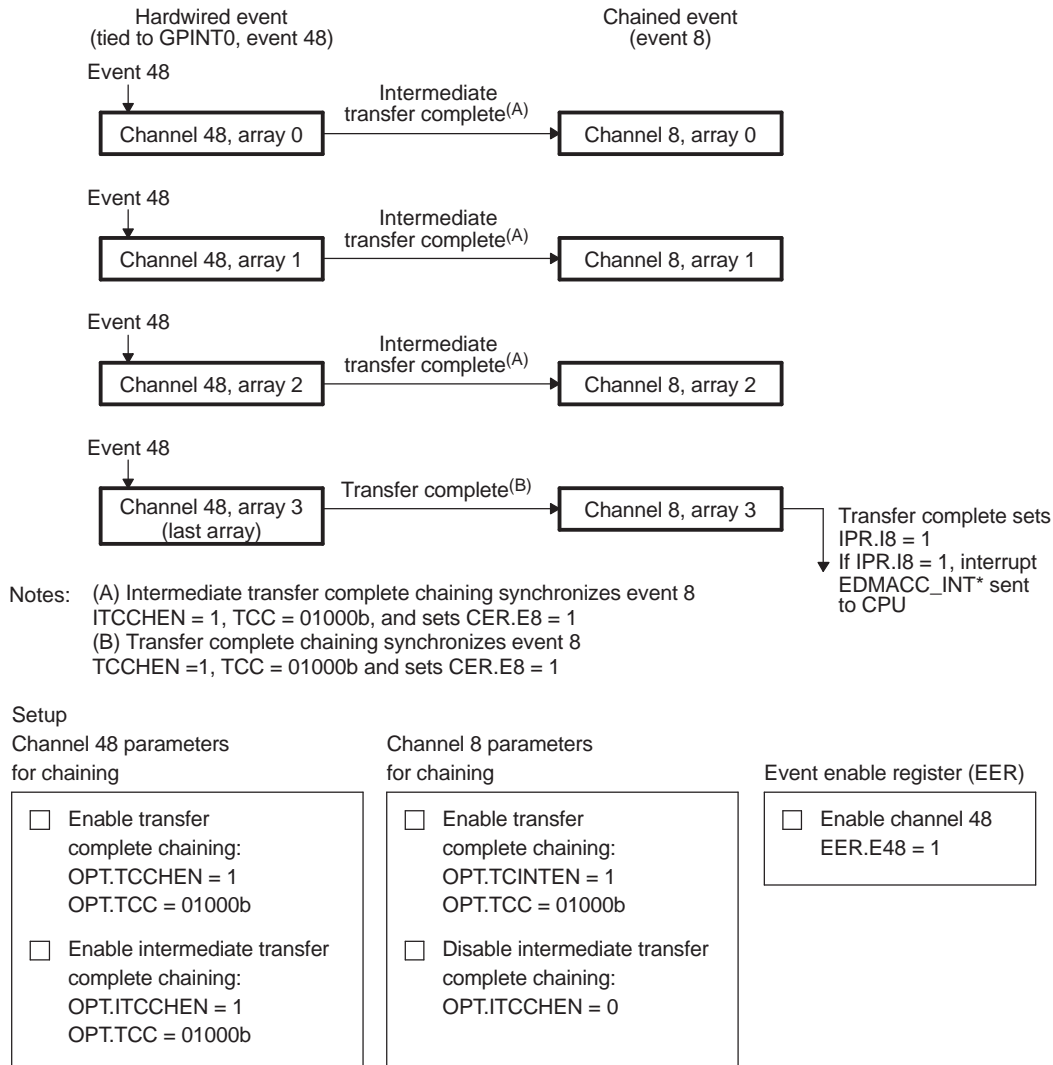 Hardwired event
(tied to GPINT0, event 48)
Chained event
(event 8)
Event 48
Channel 48, array 0
Intermediate
transfer complete(A)
Channel 8, array 0
Event 48
Channel 48, array 1
Intermediate
transfer complete(A)
Channel 8, array 1
Event 48
Channel 48, array 2
Intermediate
transfer complete(A)
Channel 8, array 2
Event 48
Channel 48, array 3
(last array)
Transfer complete(B)
Channel 8, array 3
Transfer complete sets
IPR.I8 = 1
If IPR.I8 = 1, interrupt
EDMACC_INT* sent
to CPU
Notes: (A) Intermediate transfer complete chaining synchronizes event 8
ITCCHEN = 1, TCC = 01000b, and sets CER.E8 = 1
(B) Transfer complete chaining synchronizes event 8
TCCHEN =1, TCC = 01000b and sets CER.E8 = 1
Setup
Channel 48 parameters
for chaining
Enable transfer
complete chaining:
OPT.TCCHEN = 1
OPT.TCC = 01000b
Enable intermediate transfer
complete chaining:
OPT.ITCCHEN = 1
OPT.TCC = 01000b
Channel 8 parameters
for chaining
Enable transfer
complete chaining:
OPT.TCINTEN = 1
OPT.TCC = 01000b
Disable intermediate transfer
complete chaining:
OPT.ITCCHEN = 0
Event enable register (EER)
Enable channel 48
EER.E48 = 1